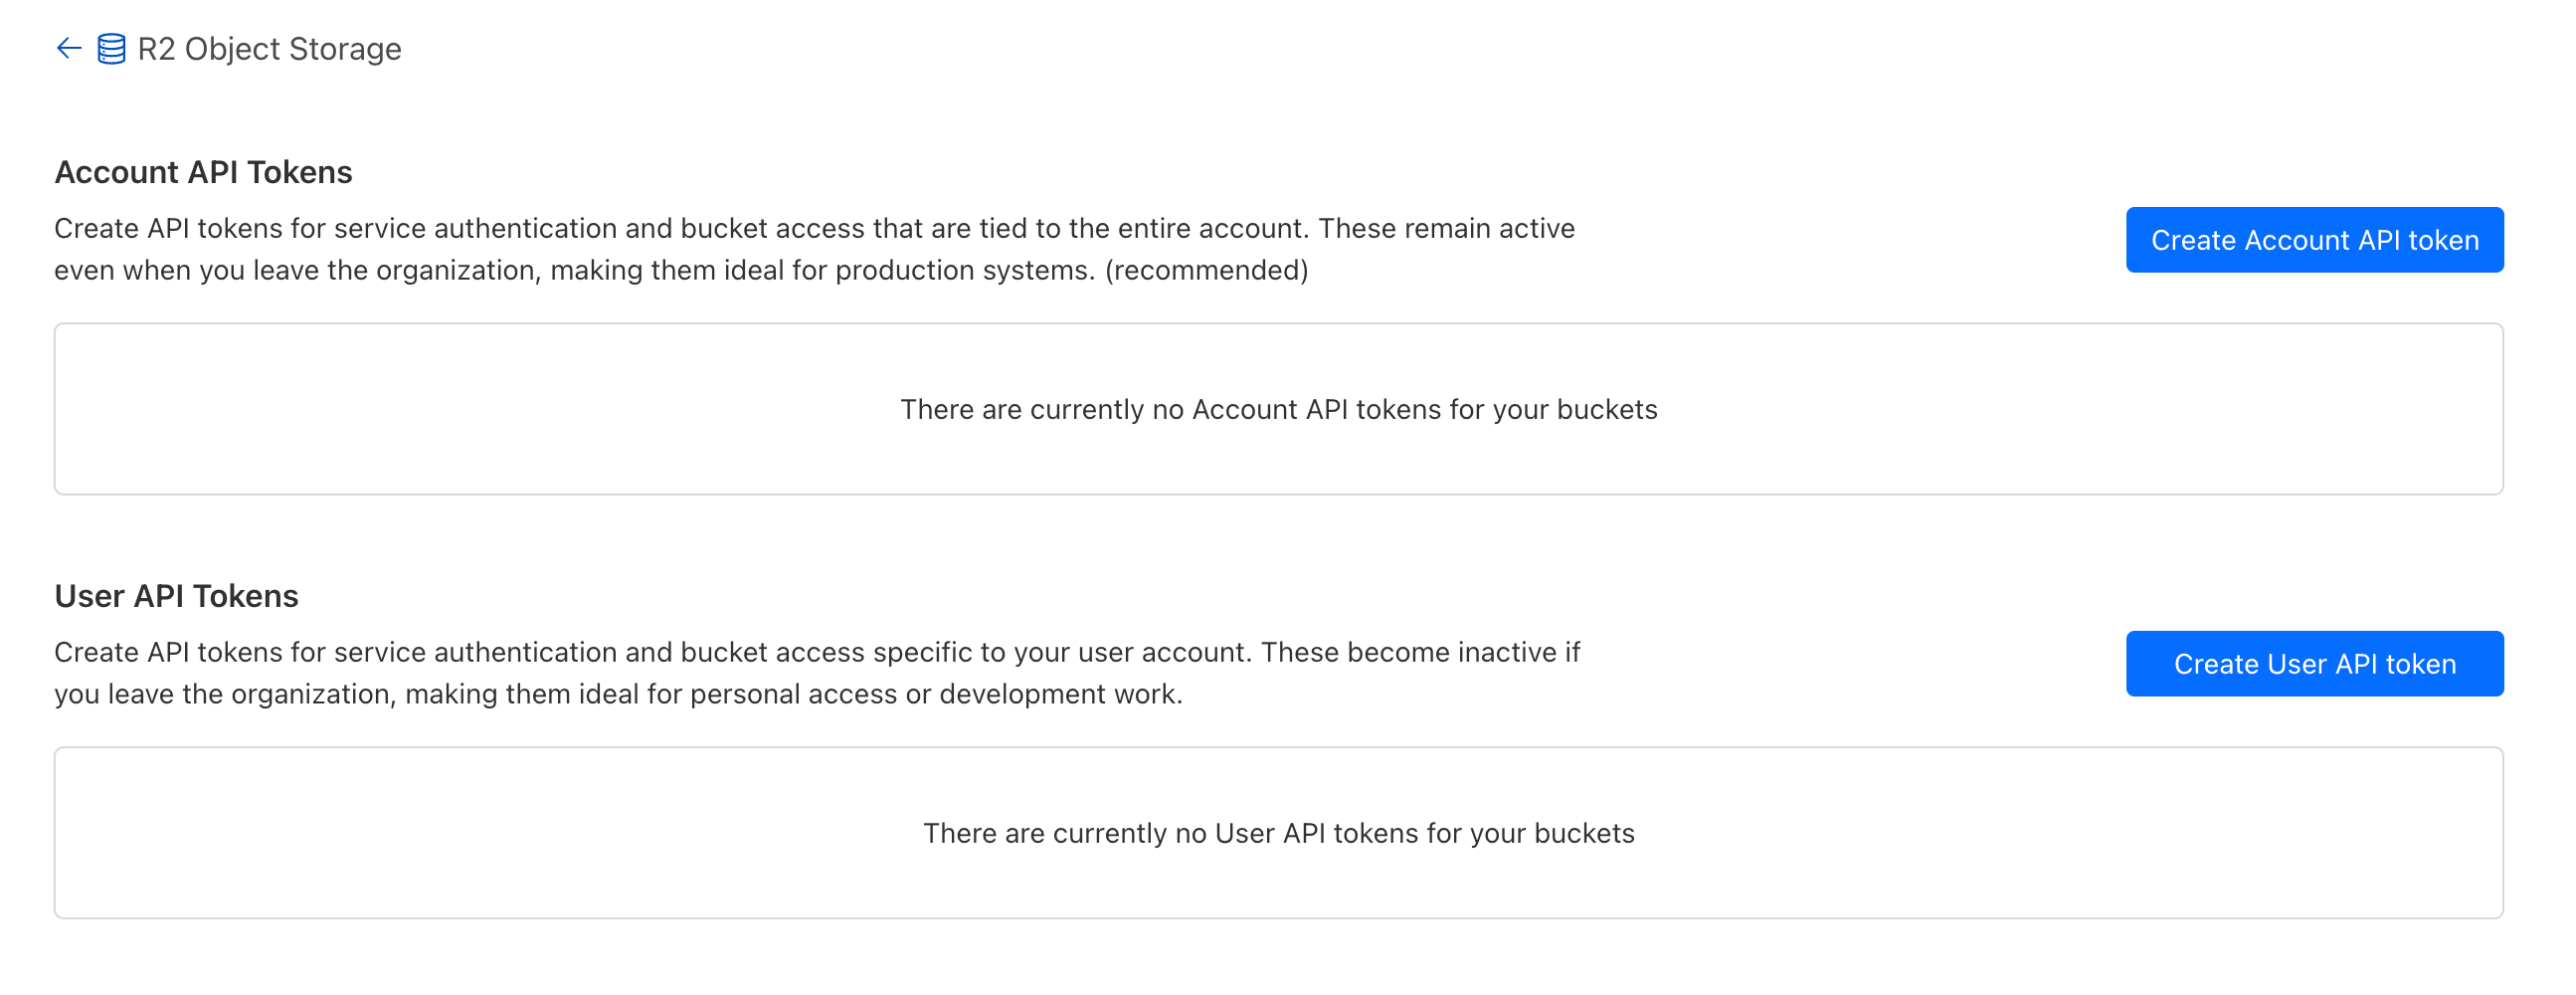 R2 Object Storage
Account API Tokens
Create API tokens for service authentication and bucket access that are tied to the entire account. These remain active
even when you leave the organization, making them ideal for production systems. (recommended)
Create Account API token
There are currently no Account API tokens for your buckets
User API Tokens
Create API tokens for service authentication and bucket access specific to your user account. These become inactive if
you leave the organization, making them ideal for personal access or development work.
Create User API token
There are currently no User API tokens for your buckets